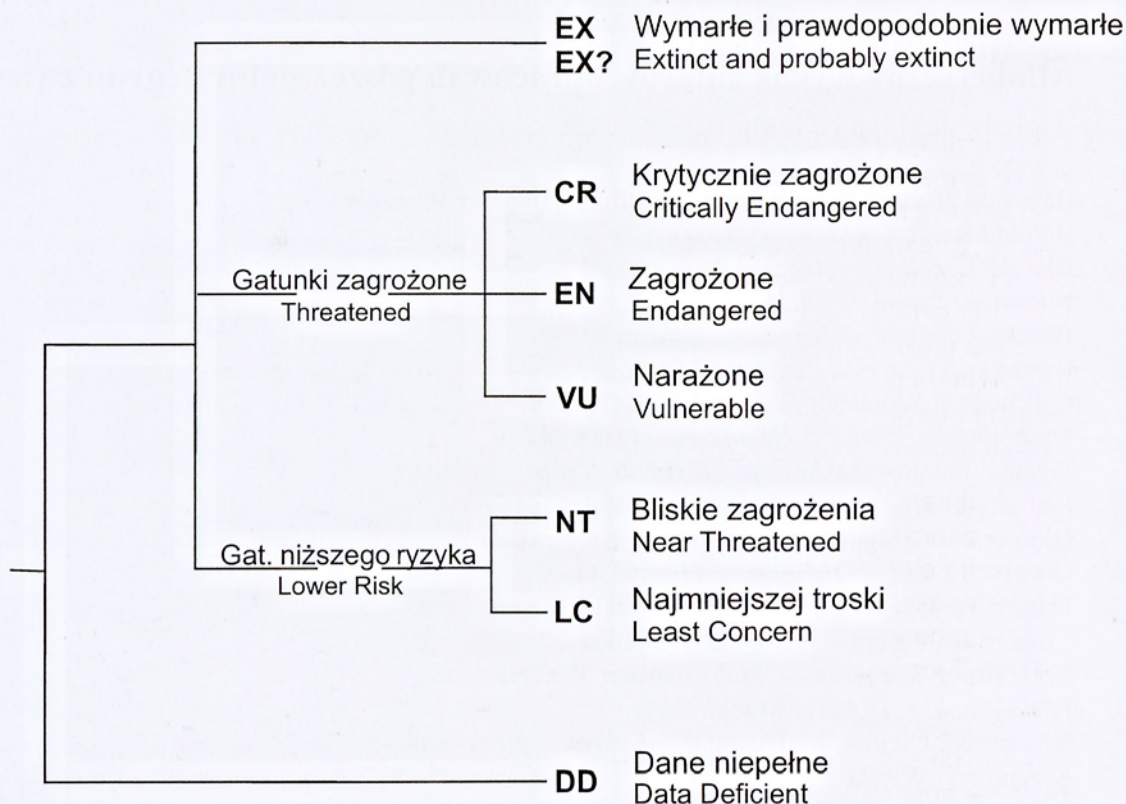 EX Wymarłe i prawdopodobnie wymarłe
EX? Extinct and probably extinct
CR Krytycznie zagrożone
Critically Endangered
Gatunki zagrożone
Threatened
EN Zagrożone
Endangered
VU Narażone
Vulnerable
NT Bliskie zagrożenia
Near Threatened
Gat. niższego ryzyka
Lower Risk
LC Najmniejszej troski
Least Concern
DD Dane niepełne
Data Deficient